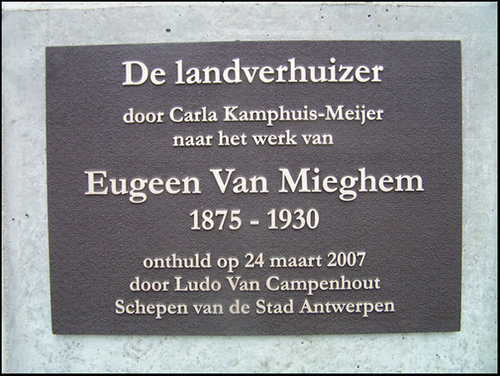 De landverhuizer
door Carla Kamphuis-Meijer
naar het werk van
Eugeen Van Mieghem
1875 - 1930
onthuld op 24 maart 2007
door Ludo Van Campenhout
Schepen van de Stad Antwerpen